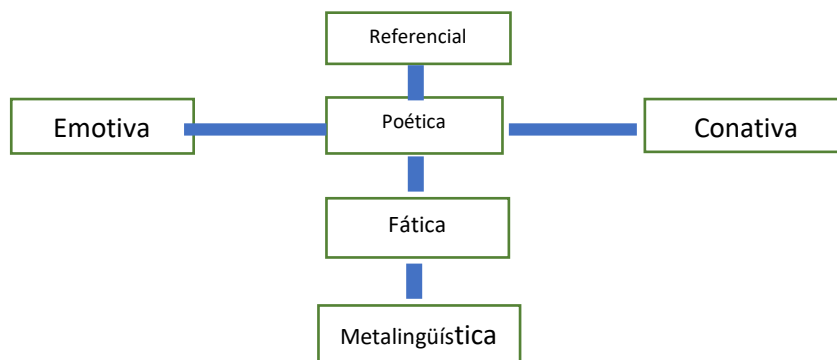 Referencial
Emotiva
Poética
Conativa
Fática
Metalingüística